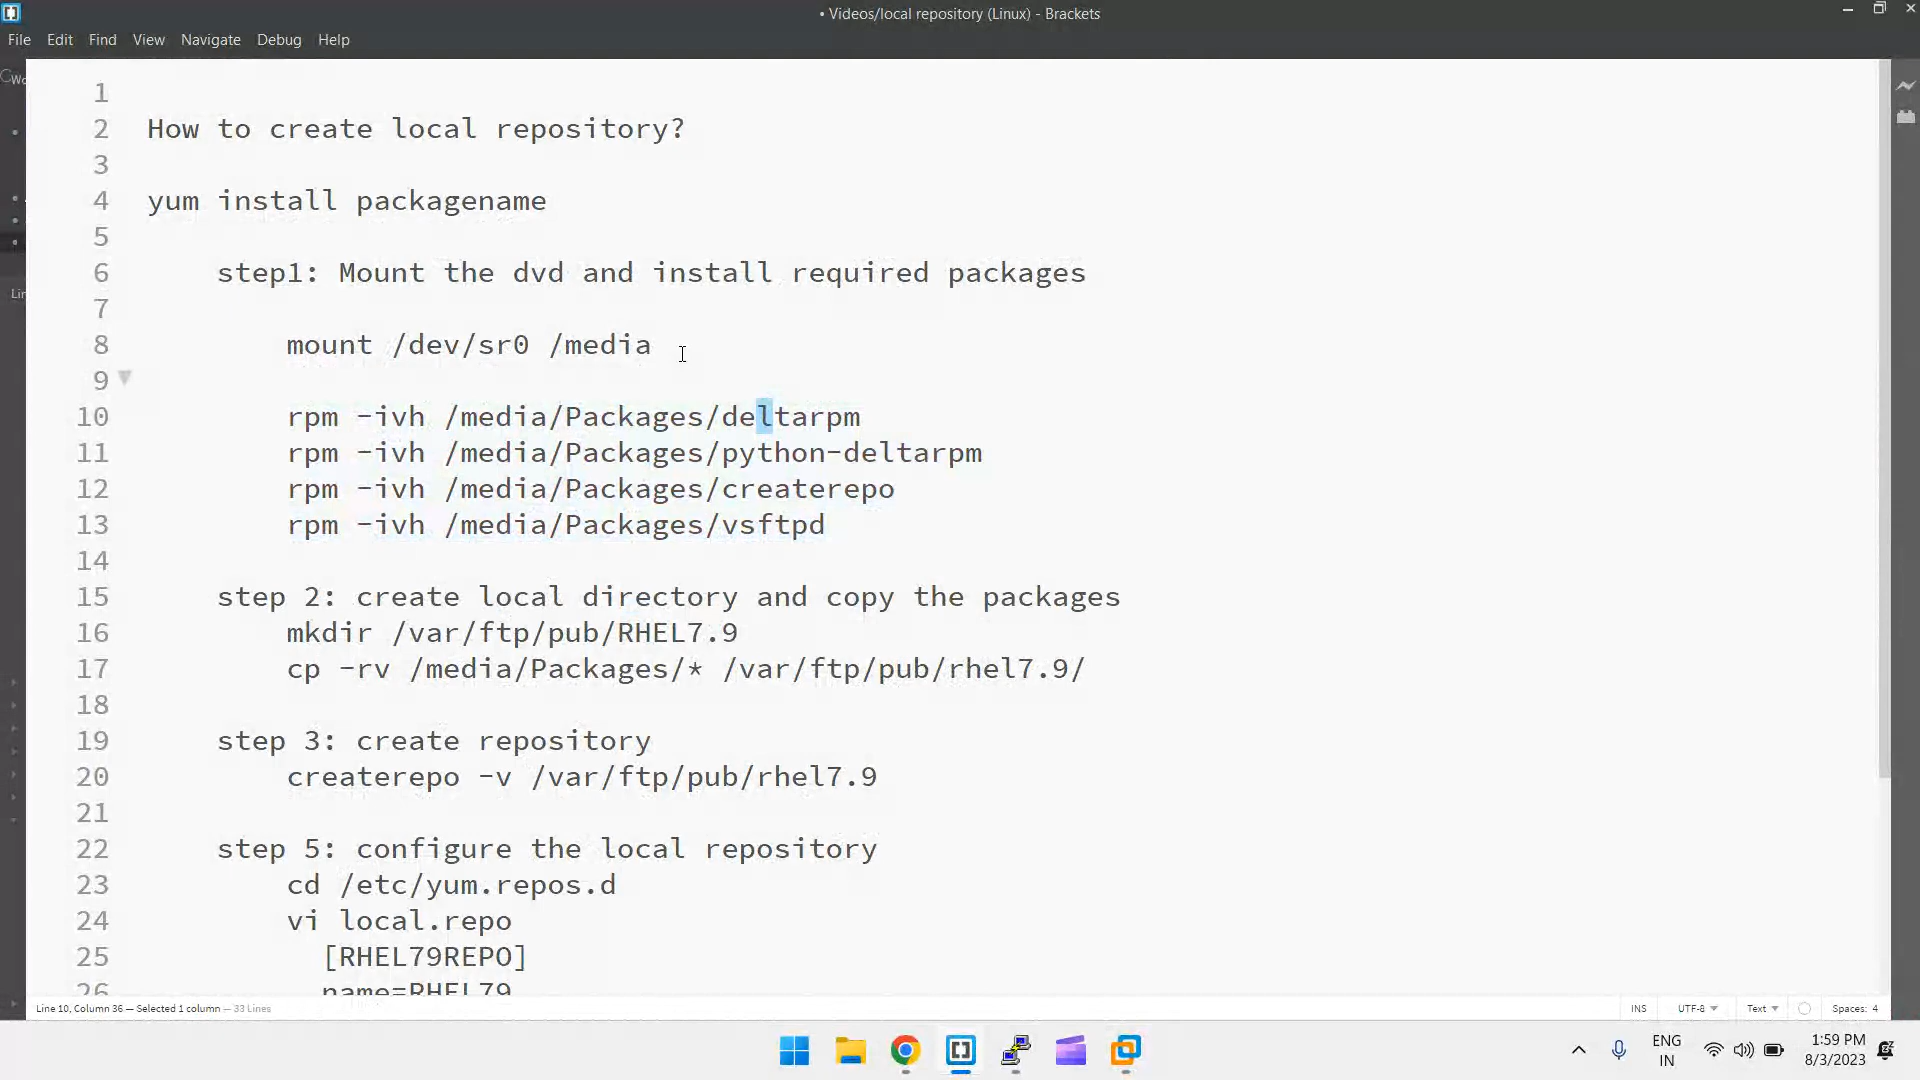 • Videos/local repository (Linux) - Brackets
File Edit Find View Navigate Debug Help
1
2 How to create local repository?
3
4 yum install packagename
5
6 step1: Mount the dvd and install required packages
7
8 mount /dev/sr0 /media
9
10 rpm -ivh /media/Packages/deltarpm
11 rpm -ivh /media/Packages/python-deltarpm
12 rpm -ivh /media/Packages/createrepo
13 rpm -ivh /media/Packages/vsftpd
14
15 step 2: create local directory and copy the packages
16 mkdir /var/ftp/pub/RHEL7.9
17 cp -rv /media/Packages/* /var/ftp/pub/rhel7.9/
18
19 step 3: create repository
20 createrepo -v /var/ftp/pub/rhel7.9
21
22 step 5: configure the local repository
23 cd /etc/yum.repos.d
24 vi local.repo
25 [RHEL79REPO]
26 name=RHEL79
Line 10, Column 36 — Selected 1 column — 33 Lines
INS UTF-8 Text Spaces: 4
ENG
IN
1:59 PM
8/3/2023